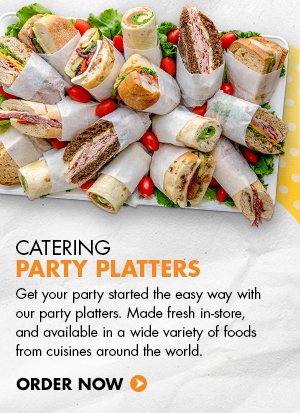 CATERING
PARTY PLATTERS
Get your party started the easy way with
our party platters. Made fresh in-store,
and available in a wide variety of foods
from cuisines around the world.
ORDER NOW